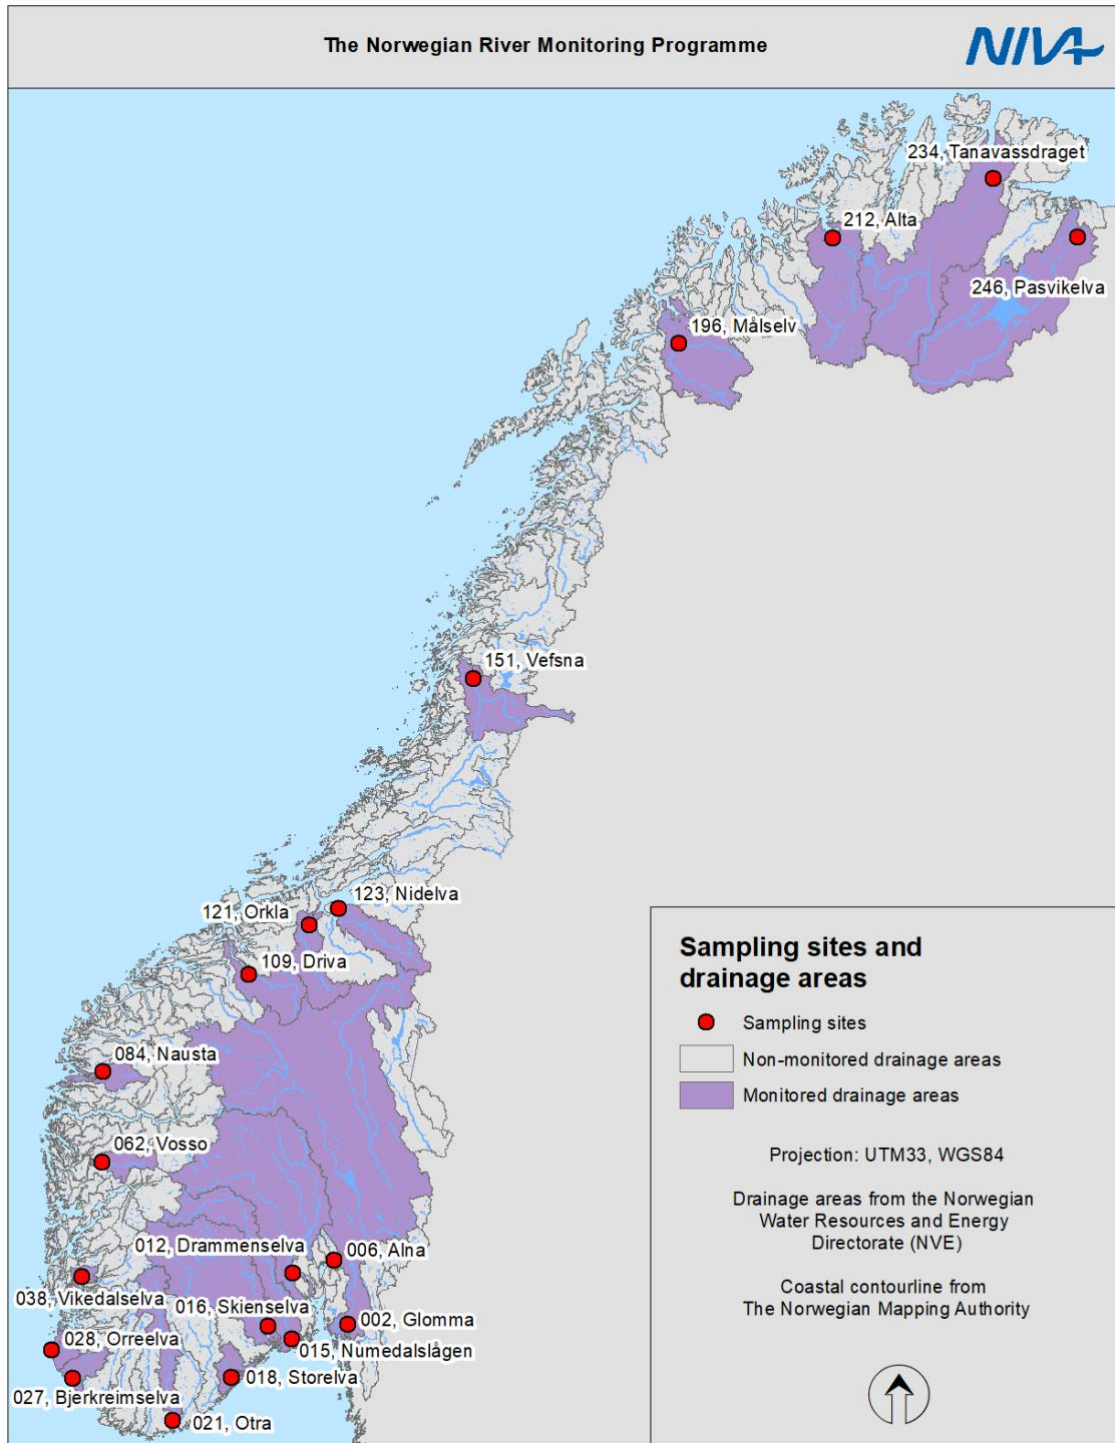 The Norwegian River Monitoring Programme
NIVA
234, Tanavassdraget
212, Alta
246, Pasvikelva
196, Målselv
151, Vefsna
123, Nidelva
121, Orkla
109, Driva
084, Nausta
062, Vosso
012, Drammenselva
006, Alna
038, Vikedalselva
016, Skienselva
002, Glomma
028, Orreelva
015, Numedalslågen
018, Storelva
027, Bjerkreimselva
021, Otra
Sampling sites and
drainage areas
Sampling sites
Non-monitored drainage areas
Monitored drainage areas
Projection: UTM33, WGS84
Drainage areas from the Norwegian
Water Resources and Energy
Directorate (NVE)
Coastal contourline from
The Norwegian Mapping Authority